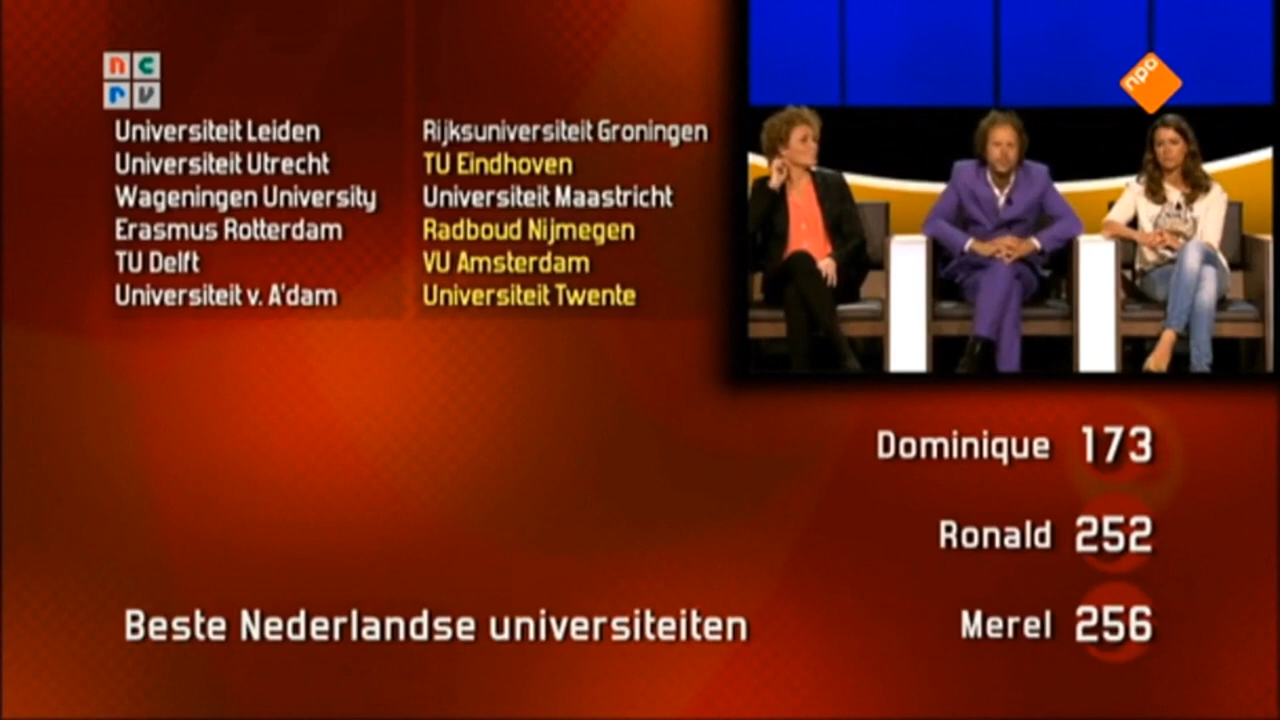 ncrv
npo
Universiteit Leiden
Universiteit Utrecht
Wageningen University
Erasmus Rotterdam
TU Delft
Universiteit v. A'dam
Rijksuniversiteit Groningen
TU Eindhoven
Universiteit Maastricht
Radboud Nijmegen
VU Amsterdam
Universiteit Twente
Dominique 173
Ronald 252
Merel 256
Beste Nederlandse universiteiten